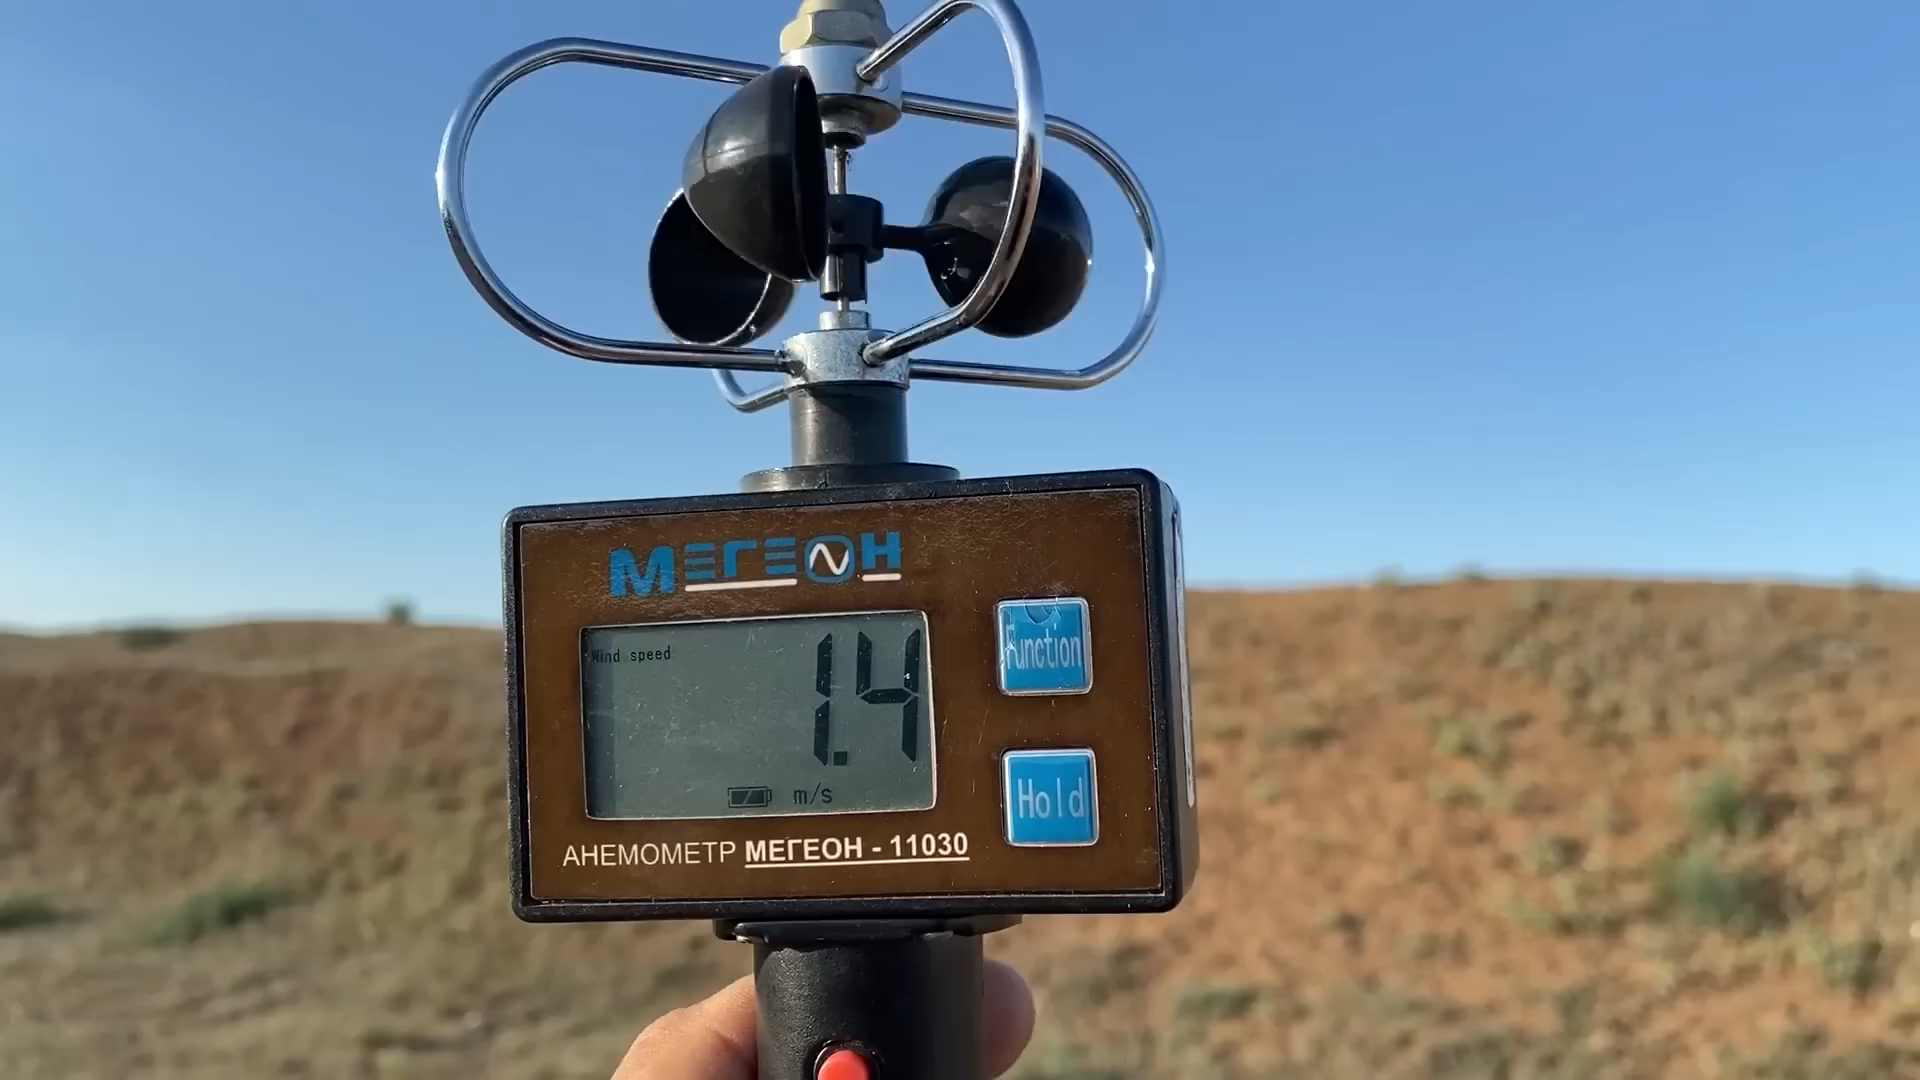 МЕГЕОН
Wind speed
1.4
m/s
Function
Hold
АНЕМОМЕТР МЕГЕОН - 11030